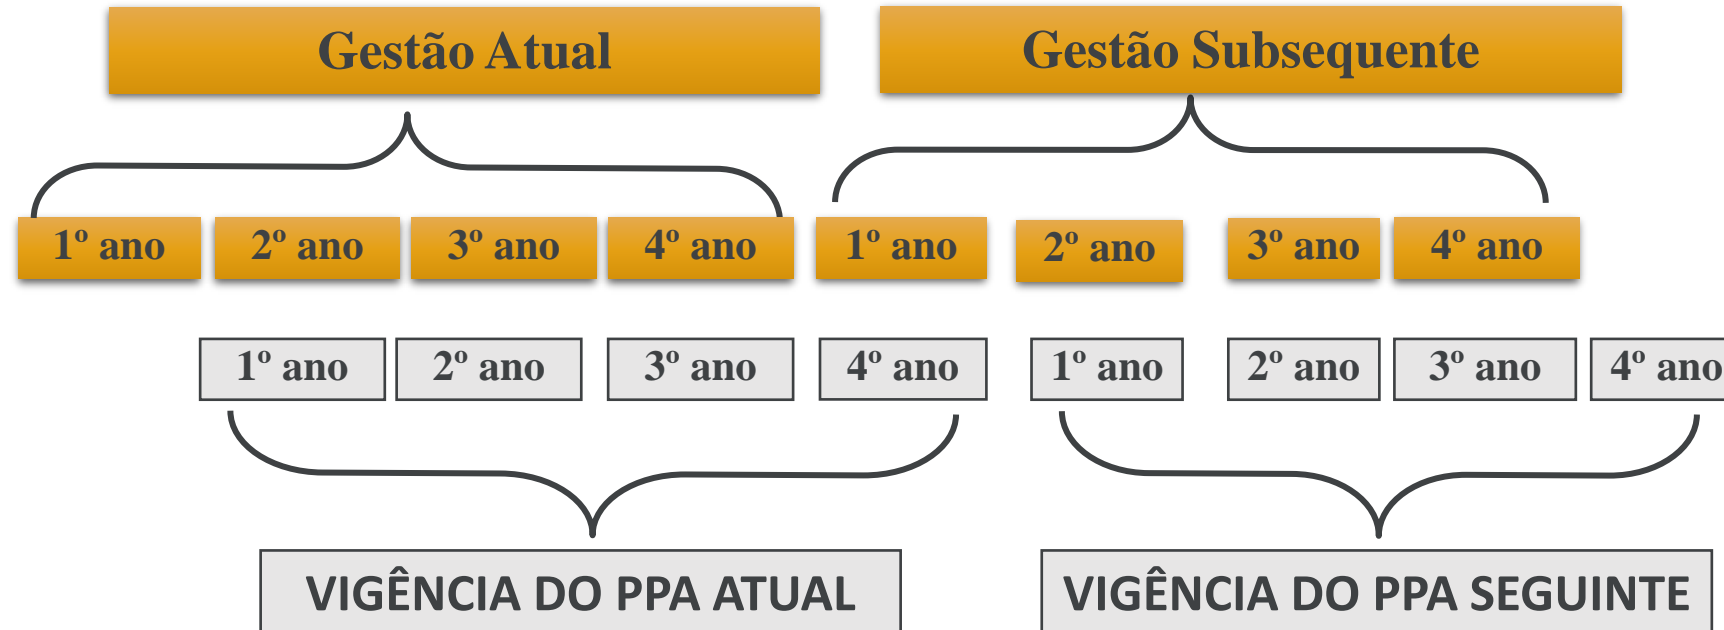 Gestão Atual
Gestão Subsequente
1º ano
2º ano
3º ano
4º ano
1º ano
2º ano
3º ano
4º ano
1º ano
2º ano
3º ano
4º ano
1º ano
2º ano
3º ano
4º ano
VIGÊNCIA DO PPA ATUAL
VIGÊNCIA DO PPA SEGUINTE